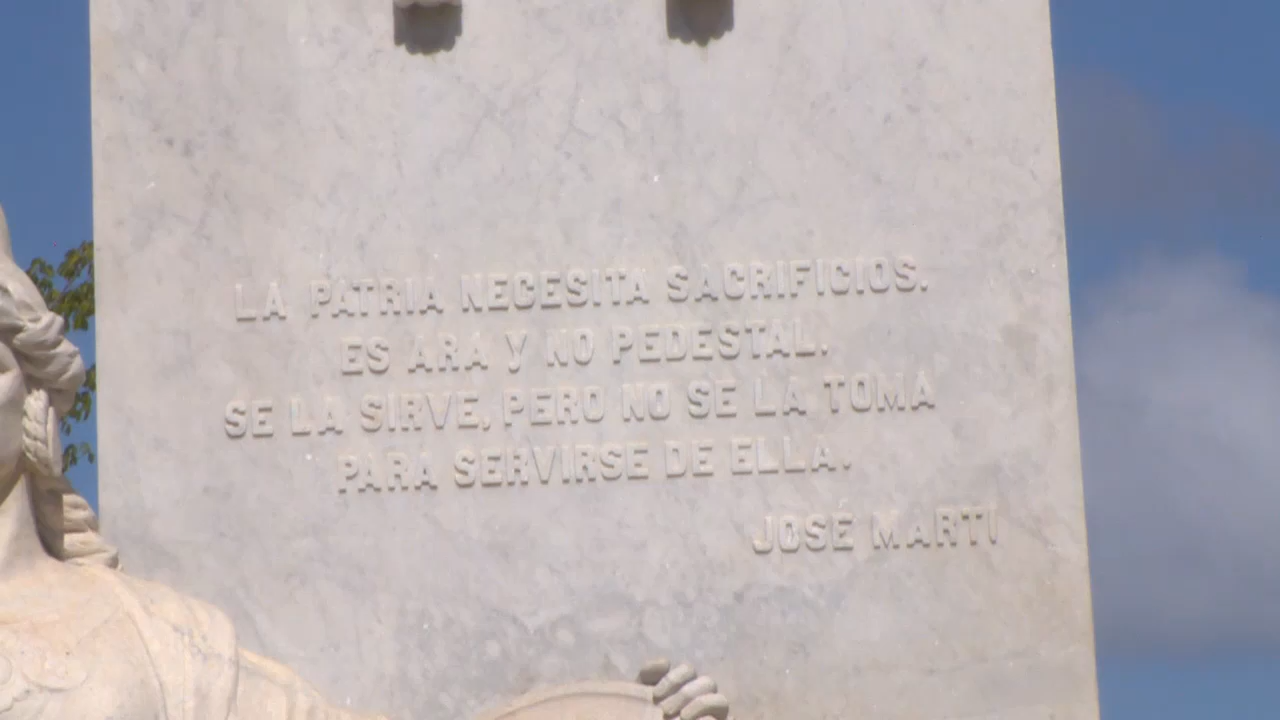 LA PATRIA NECESITA SACRIFICIOS.
ES ARA Y NO PEDESTAL.
SE LA SIRVE, PERO NO SE LA TOMA
PARA SERVIRSE DE ELLA.
JOSÉ MARTI